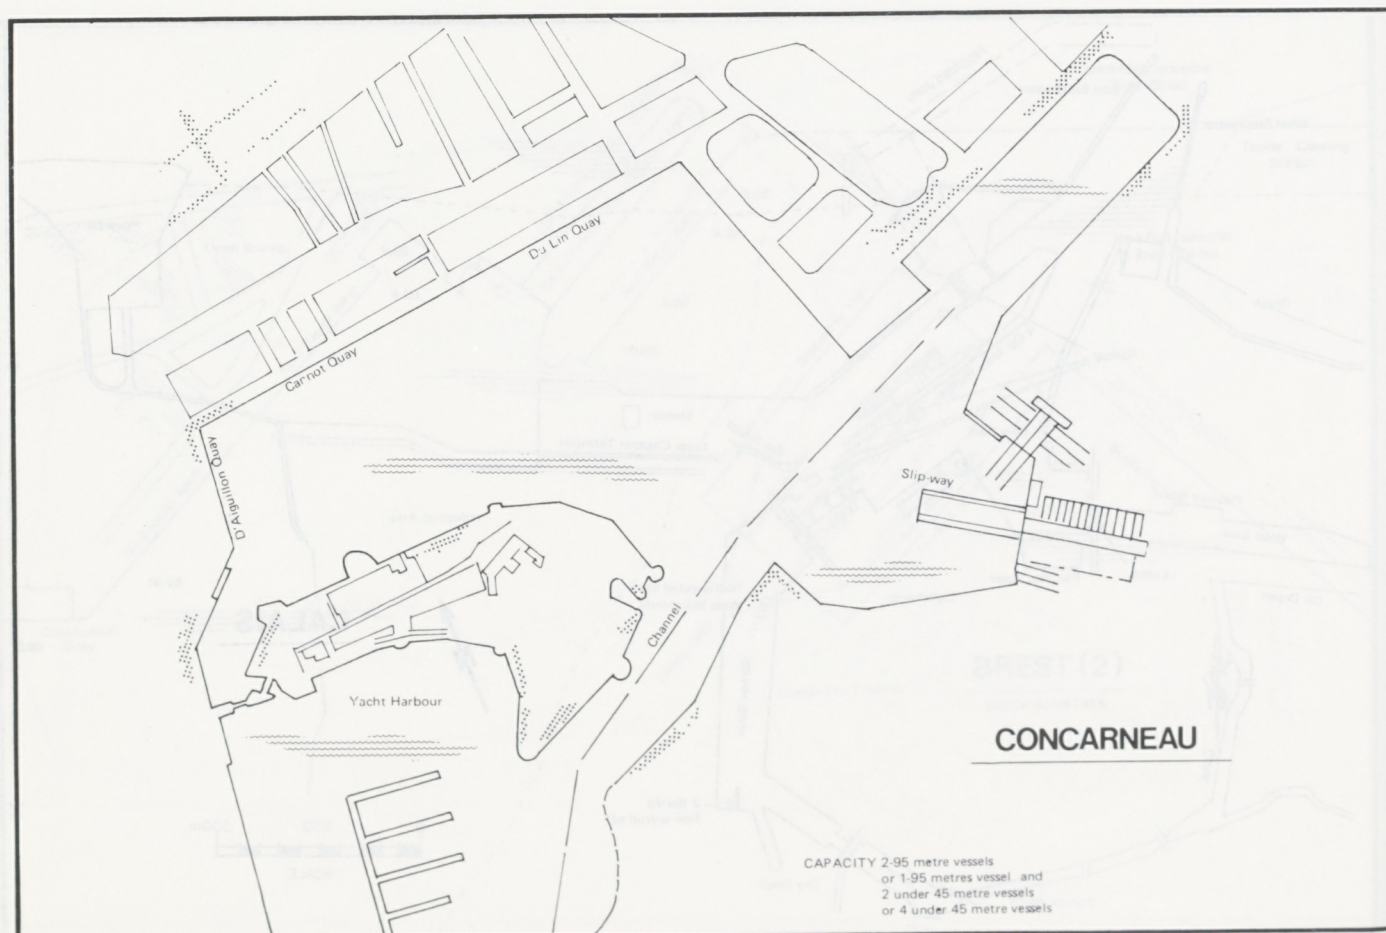 Du Lin Quay
Carnot Quay
D'Aiguillon Quay
Slip-way
Channel
Yacht Harbour
CONCARNEAU
CAPACITY 2-95 metre vessels
or 1-95 metres vessel and
2 under 45 metre vessels
or 4 under 45 metre vessels